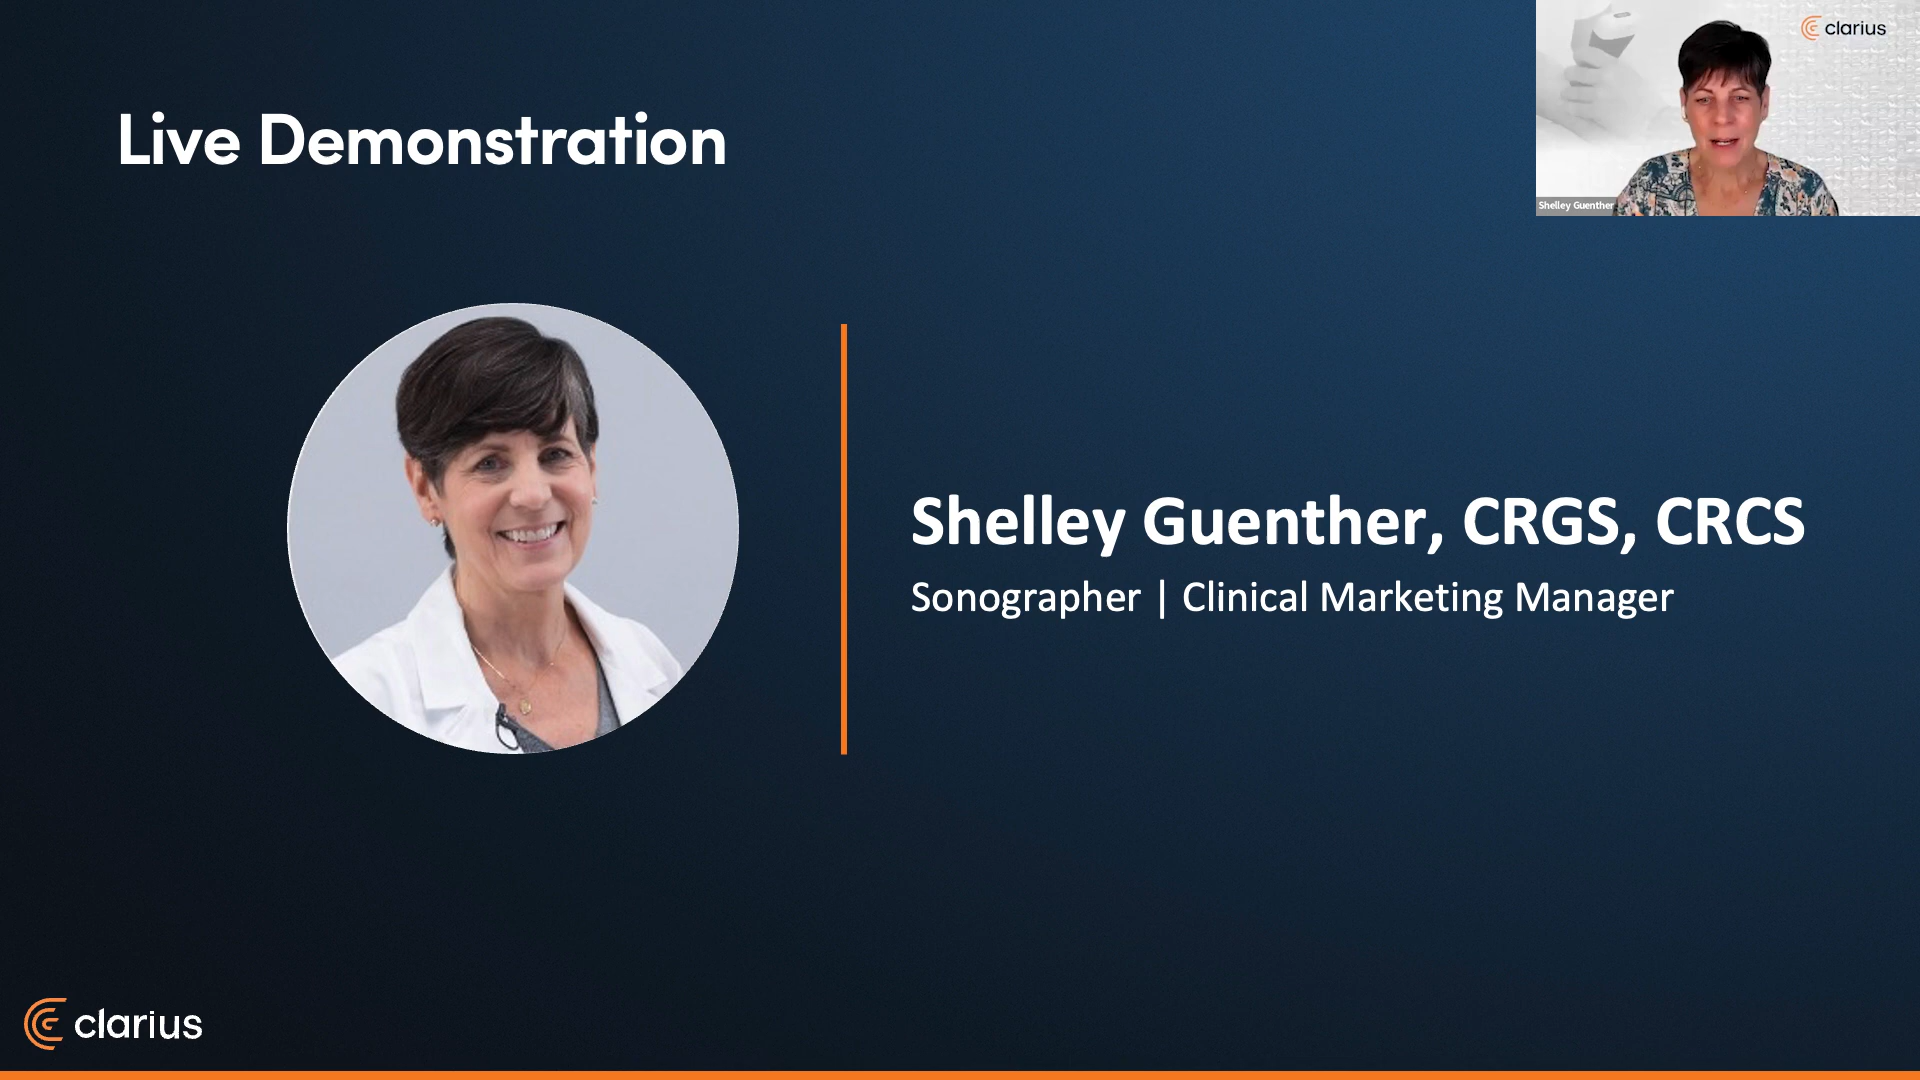 clarius
Live Demonstration
Shelley Guenther
Shelley Guenther, CRGS, CRCS
Sonographer | Clinical Marketing Manager
clarius